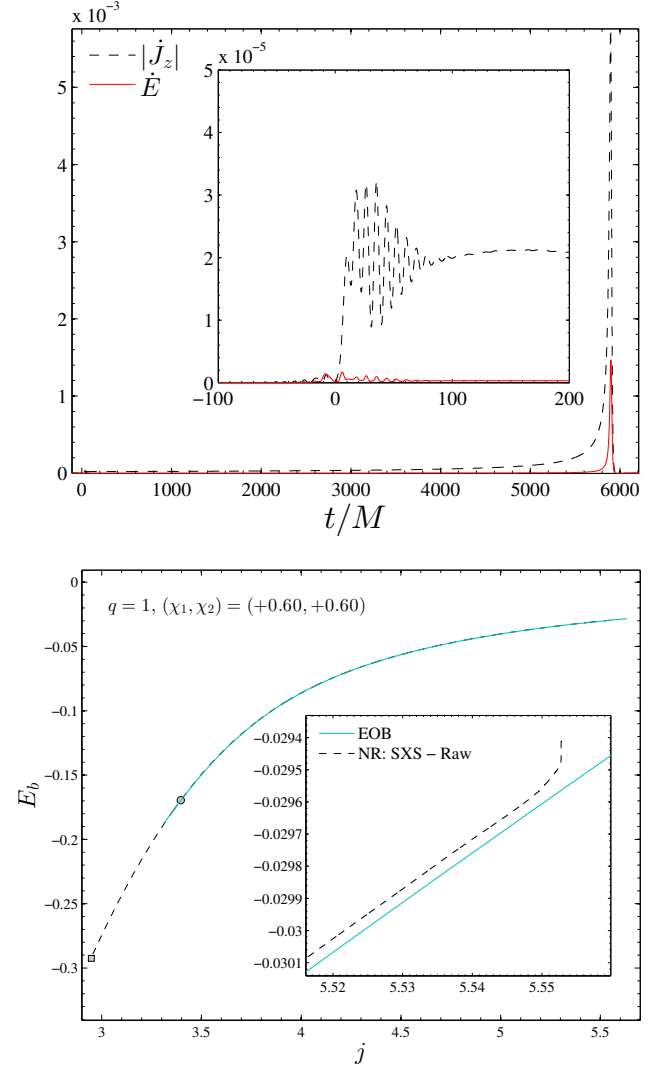 x 10⁻³
|J̇_z|
Ė
5
4
3
2
1
0
x 10⁻⁵
5
4
3
2
1
0
−100 0 100 200
0 1000 2000 3000 4000 5000 6000
t/M
q = 1, (χ₁, χ₂) = (+0.60, +0.60)
0
−0.05
−0.1
−0.15
−0.2
−0.25
−0.3
E_b
EOB
NR: SXS − Raw
−0.0294
−0.0295
−0.0296
−0.0297
−0.0298
−0.0299
−0.03
−0.0301
5.52 5.53 5.54 5.55
3 3.5 4 4.5 5 5.5
j